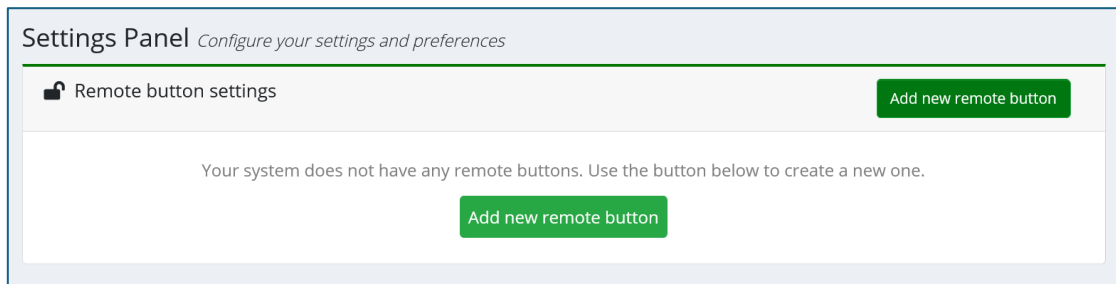 Settings Panel Configure your settings and preferences
Remote button settings
Add new remote button
Your system does not have any remote buttons. Use the button below to create a new one.
Add new remote button